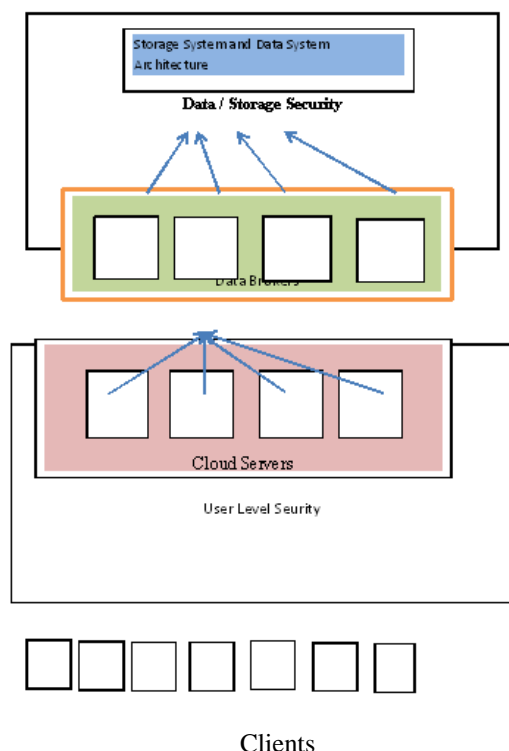 Storage System and Data System
Architecture
Data / Storage Security
Data Brokers
Cloud Servers
User Level Seurity
Clients